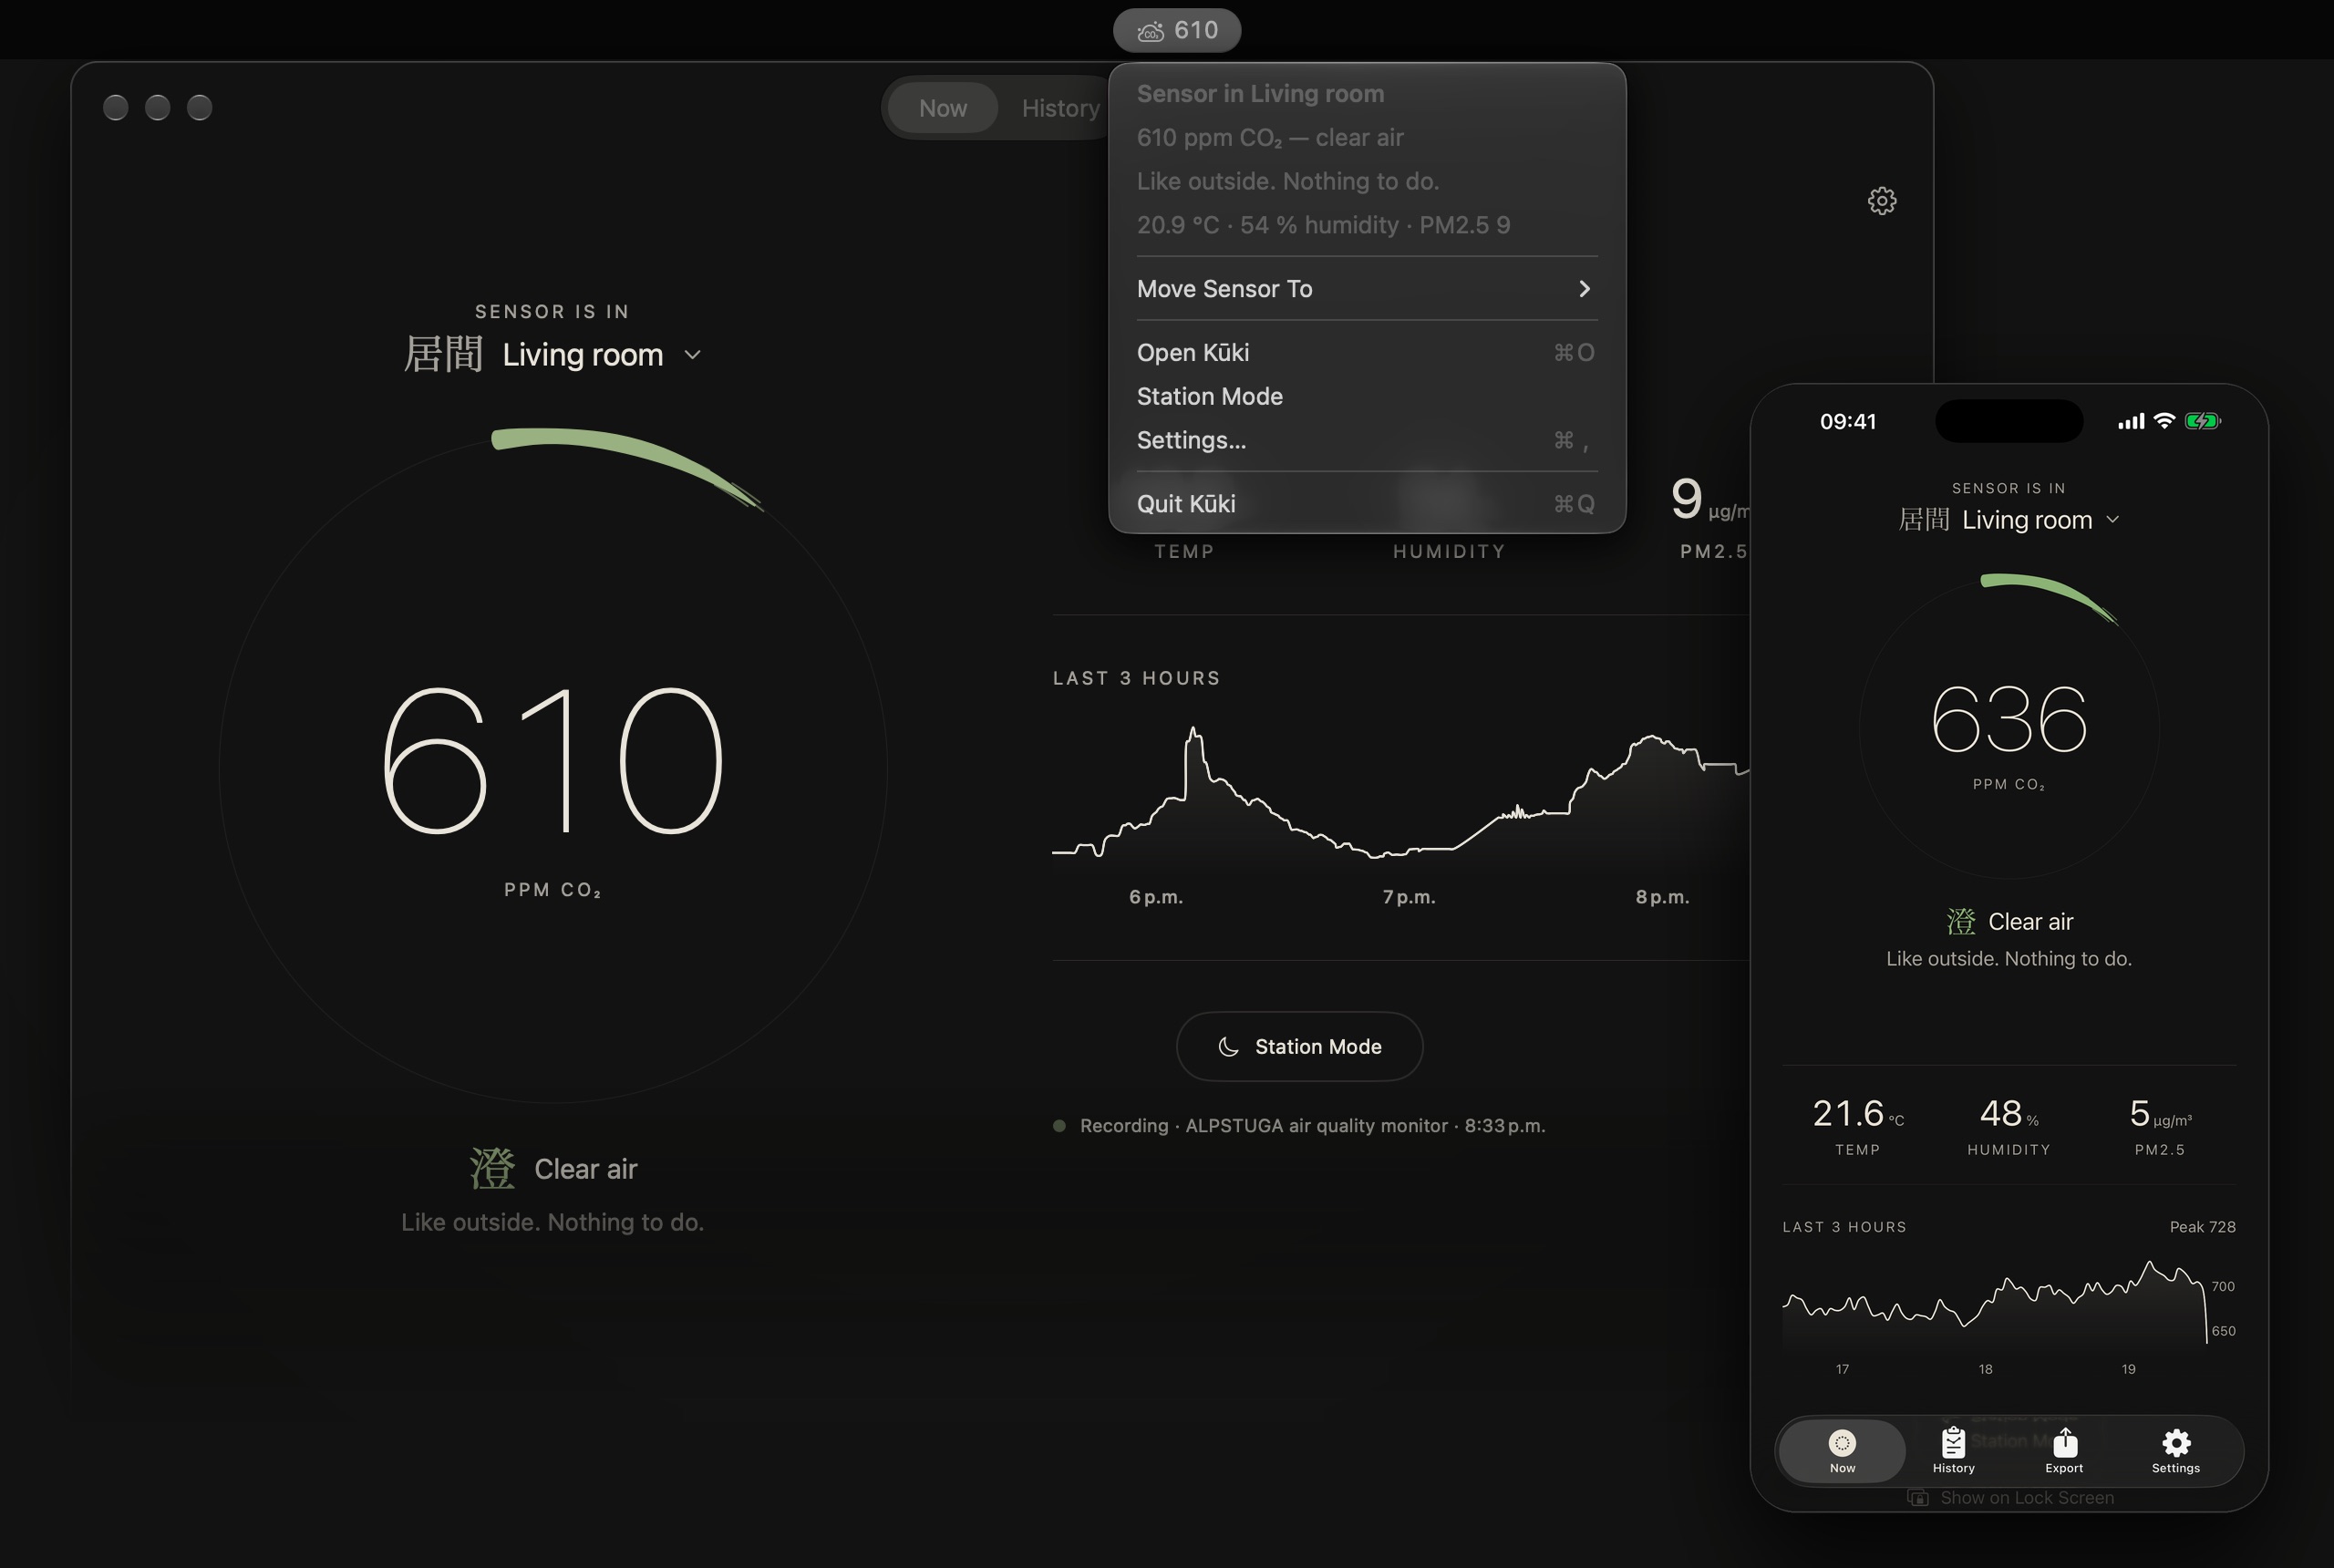 610
Now History
Sensor in Living room
610 ppm CO₂ — clear air
Like outside. Nothing to do.
20.9 °C · 54 % humidity · PM2.5 9
Move Sensor To
Open Kūki ⌘O
Station Mode
Settings... ⌘ ,
Quit Kūki ⌘Q
SENSOR IS IN
居間 Living room
610
PPM CO₂
澄 Clear air
Like outside. Nothing to do.
9 µg/m
TEMP HUMIDITY PM2.5
LAST 3 HOURS
6 p.m. 7 p.m. 8 p.m.
Station Mode
Recording · ALPSTUGA air quality monitor · 8:33 p.m.
09:41
SENSOR IS IN
居間 Living room
636
PPM CO₂
澄 Clear air
Like outside. Nothing to do.
21.6 °C 48 % 5 µg/m³
TEMP HUMIDITY PM2.5
LAST 3 HOURS Peak 728
700
650
17 18 19
Now History Export Settings
Show on Lock Screen